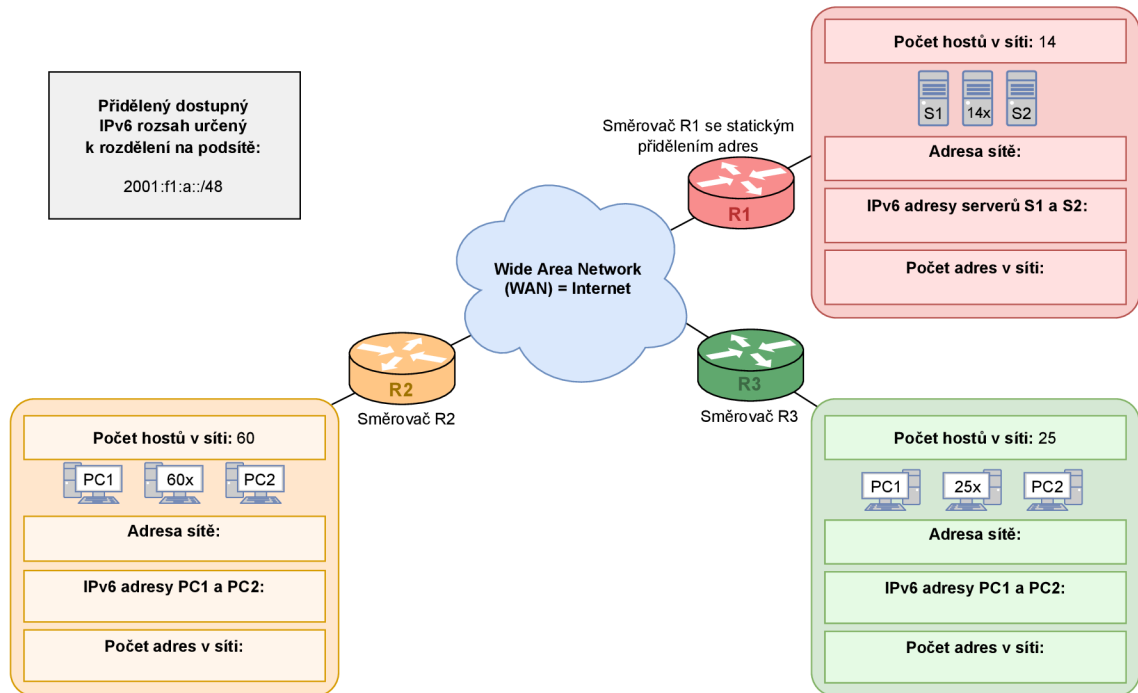 Přidělený dostupný
IPv6 rozsah určený
k rozdělení na podsítě:
2001:f1:a::/48
Počet hostů v síti: 14
S1
14x
S2
Adresa sítě:
IPv6 adresy serverů S1 a S2:
Počet adres v síti:
Směrovač R1 se statickým
přidělením adres
R1
Wide Area Network
(WAN) = Internet
R2
Směrovač R2
R3
Směrovač R3
Počet hostů v síti: 60
PC1
60x
PC2
Adresa sítě:
IPv6 adresy PC1 a PC2:
Počet adres v síti:
Počet hostů v síti: 25
PC1
25x
PC2
Adresa sítě:
IPv6 adresy PC1 a PC2:
Počet adres v síti: